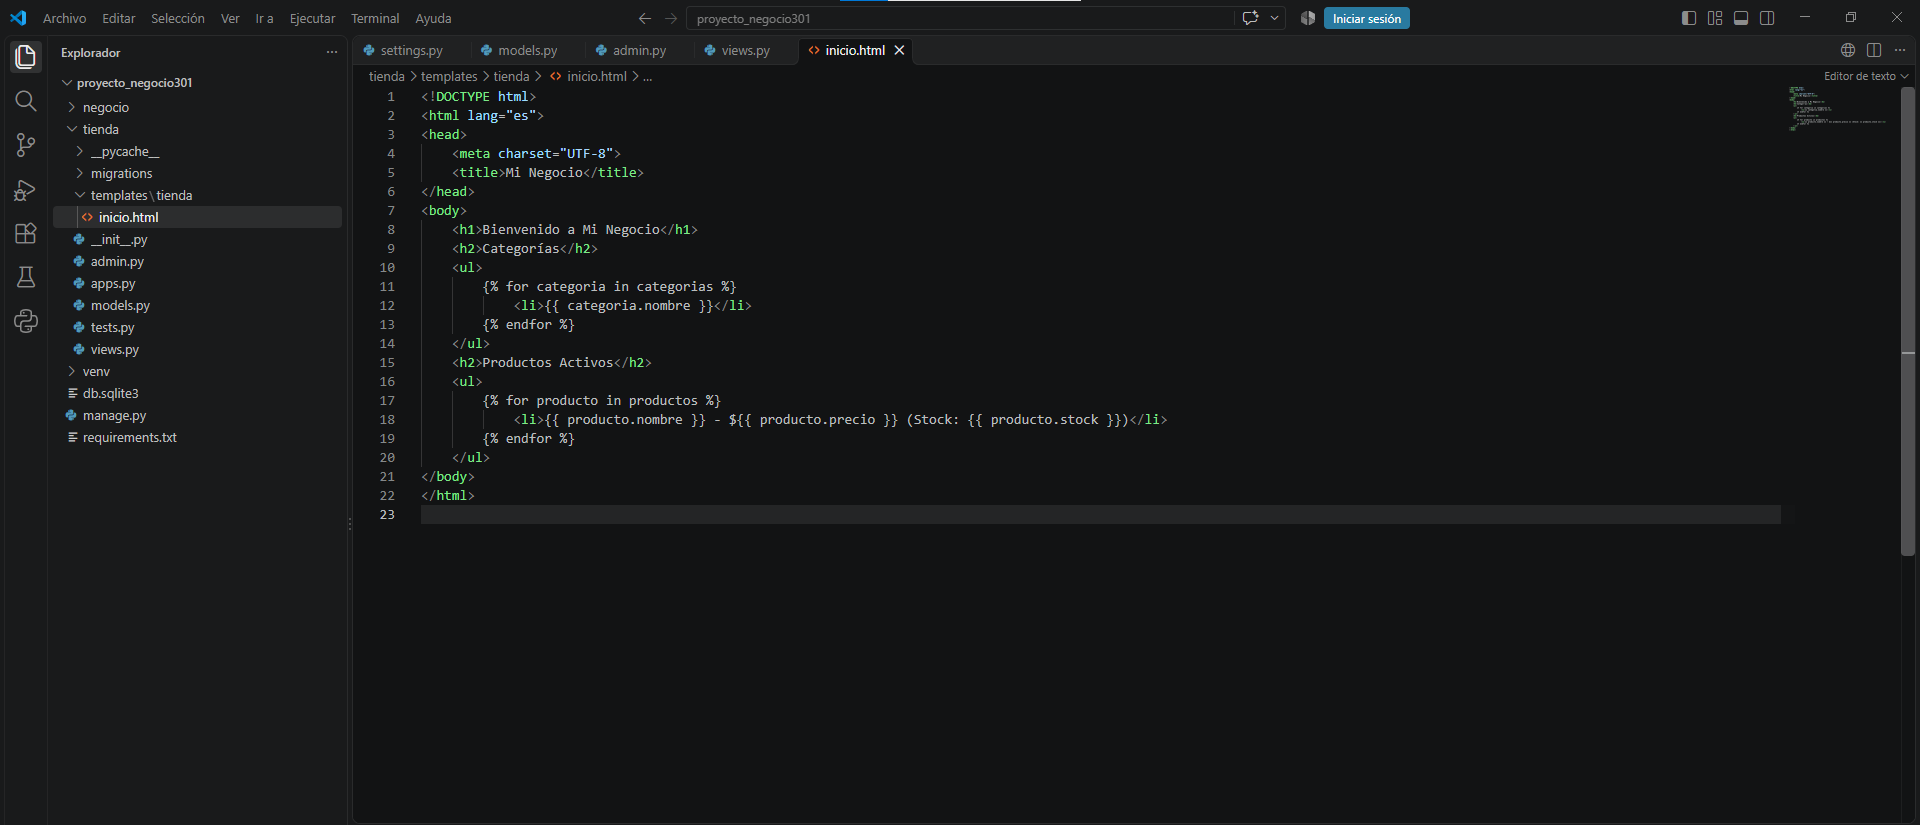 Archivo Editar Selección Ver Ir a Ejecutar Terminal Ayuda proyecto_negocio301 Iniciar sesión
Explorador
proyecto_negocio301
negocio
tienda
__pycache__
migrations
templates\tienda
inicio.html
__init__.py
admin.py
apps.py
models.py
tests.py
views.py
venv
db.sqlite3
manage.py
requirements.txt
settings.py models.py admin.py views.py inicio.html
tienda > templates > tienda > inicio.html > ... Editor de texto
1 <!DOCTYPE html>
2 <html lang="es">
3 <head>
4 <meta charset="UTF-8">
5 <title>Mi Negocio</title>
6 </head>
7 <body>
8 <h1>Bienvenido a Mi Negocio</h1>
9 <h2>Categorías</h2>
10 <ul>
11 {% for categoria in categorias %}
12 <li>{{ categoria.nombre }}</li>
13 {% endfor %}
14 </ul>
15 <h2>Productos Activos</h2>
16 <ul>
17 {% for producto in productos %}
18 <li>{{ producto.nombre }} - ${{ producto.precio }} (Stock: {{ producto.stock }})</li>
19 {% endfor %}
20 </ul>
21 </body>
22 </html>
23